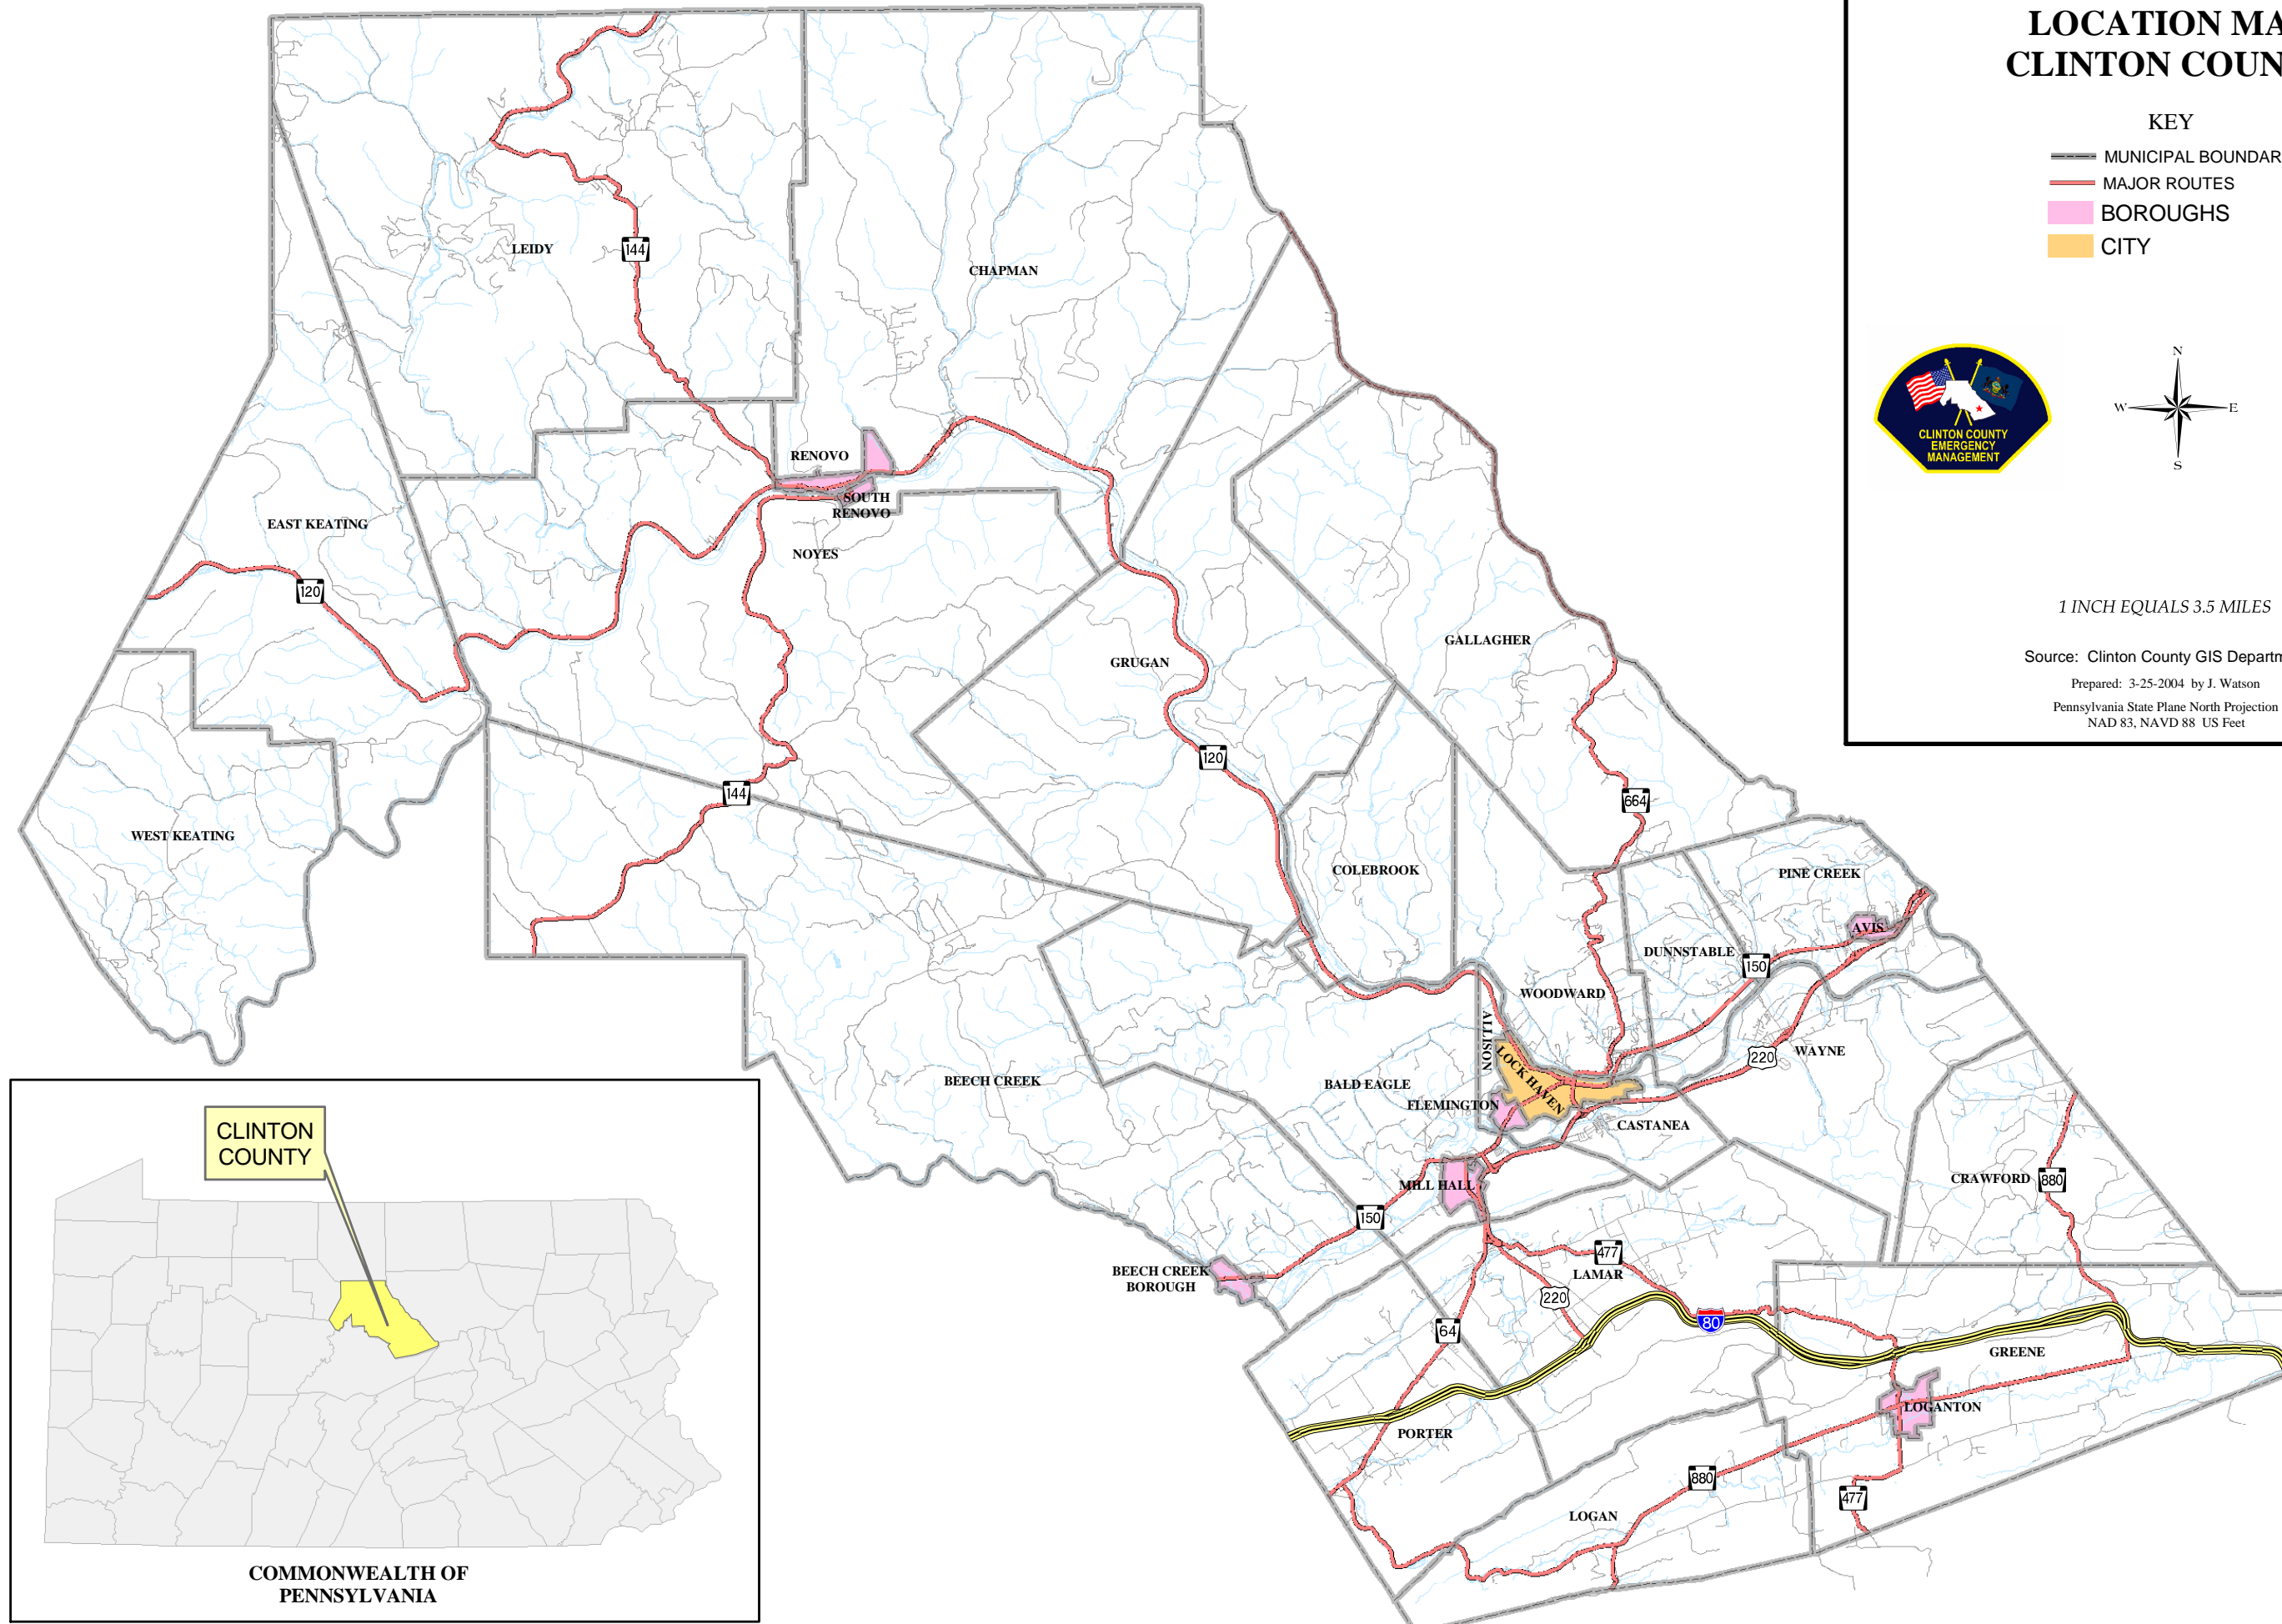 LOCATION MA
CLINTON COUN
KEY
MUNICIPAL BOUNDAR
MAJOR ROUTES
BOROUGHS
CITY
CLINTON COUNTY
EMERGENCY
MANAGEMENT
N
W
E
S
1 INCH EQUALS 3.5 MILES
Source: Clinton County GIS Departm
Prepared: 3-25-2004 by J. Watson
Pennsylvania State Plane North Projection
NAD 83, NAVD 88 US Feet
LEIDY
144
CHAPMAN
RENOVO
SOUTH
RENOVO
EAST KEATING
NOYES
120
GALLAGHER
GRUGAN
120
144
664
WEST KEATING
COLEBROOK
PINE CREEK
AVIS
DUNNSTABLE
150
WOODWARD
ALLISON
WAYNE
220
LOCK HAVEN
BEECH CREEK
BALD EAGLE
FLEMINGTON
CASTANEA
MILL HALL
CRAWFORD
880
150
477
BEECH CREEK
BOROUGH
LAMAR
220
80
64
GREENE
LOGANTON
PORTER
880
477
LOGAN
CLINTON
COUNTY
COMMONWEALTH OF
PENNSYLVANIA